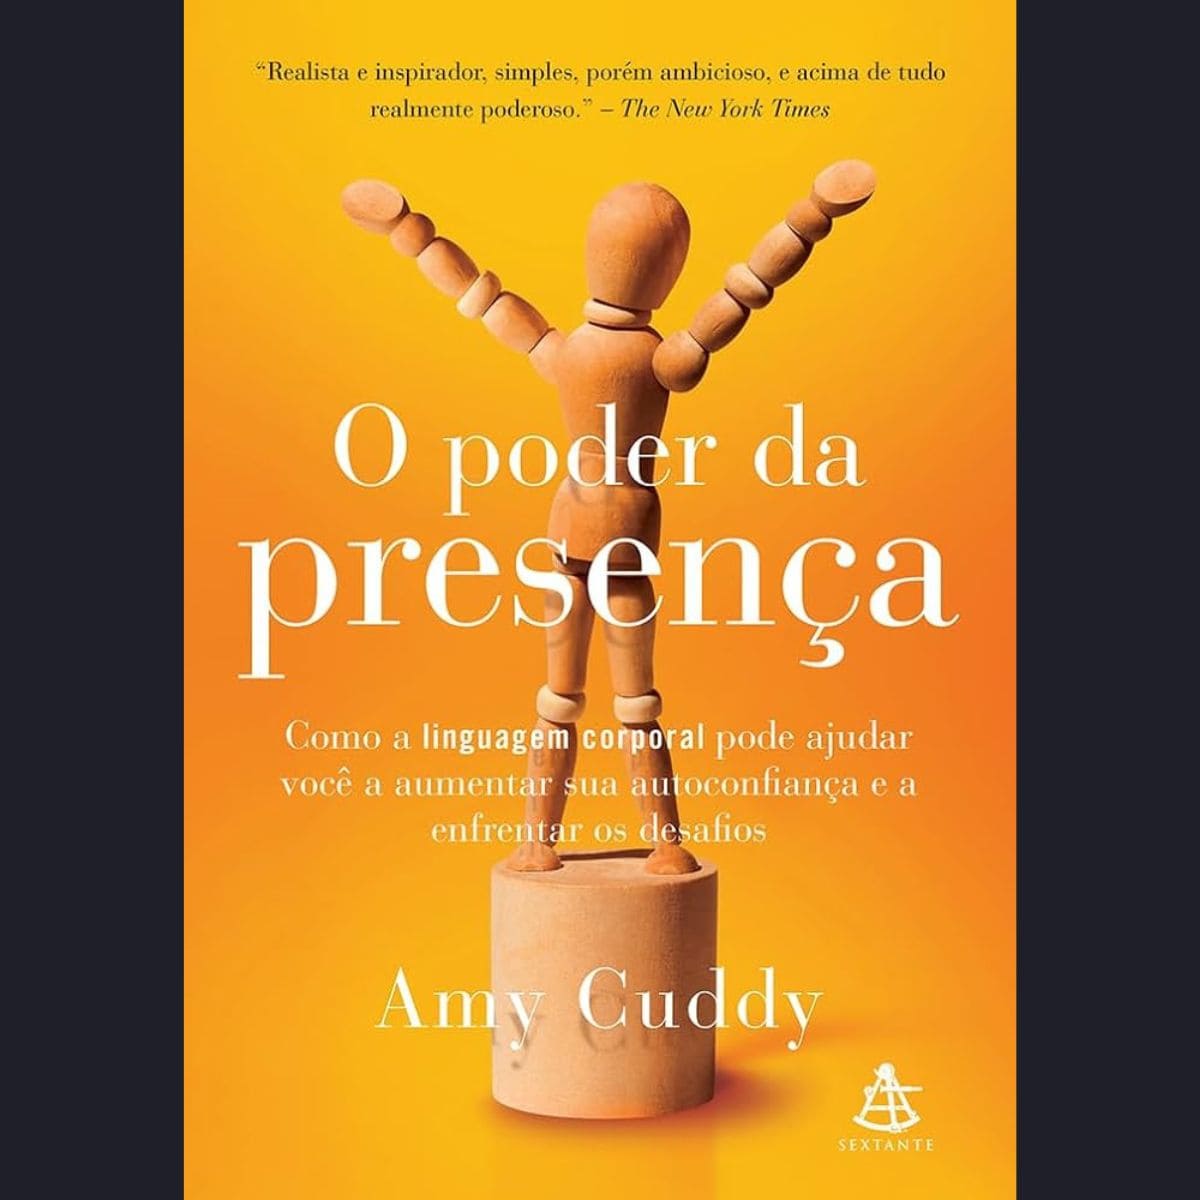 “Realista e inspirador, simples, porém ambicioso, e acima de tudo
realmente poderoso.” – The New York Times
O poder da
presença
Como a linguagem corporal pode ajudar
você a aumentar sua autoconfiança e a
enfrentar os desafios
Amy Cuddy
SEXTANTE